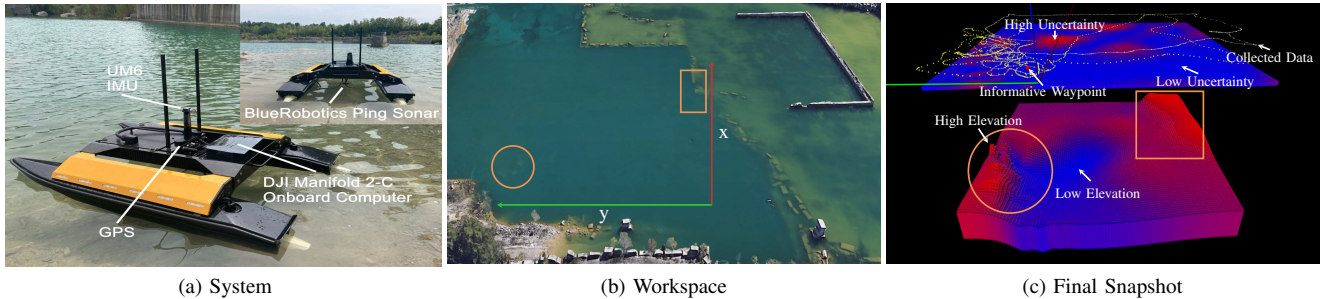 UM6
IMU
BlueRobotics Ping Sonar
DJI Manifold 2-C
Onboard Computer
GPS
(a) System
x
y
(b) Workspace
High Uncertainty
Collected Data
Low Uncertainty
Informative Waypoint
High Elevation
Low Elevation
(c) Final Snapshot